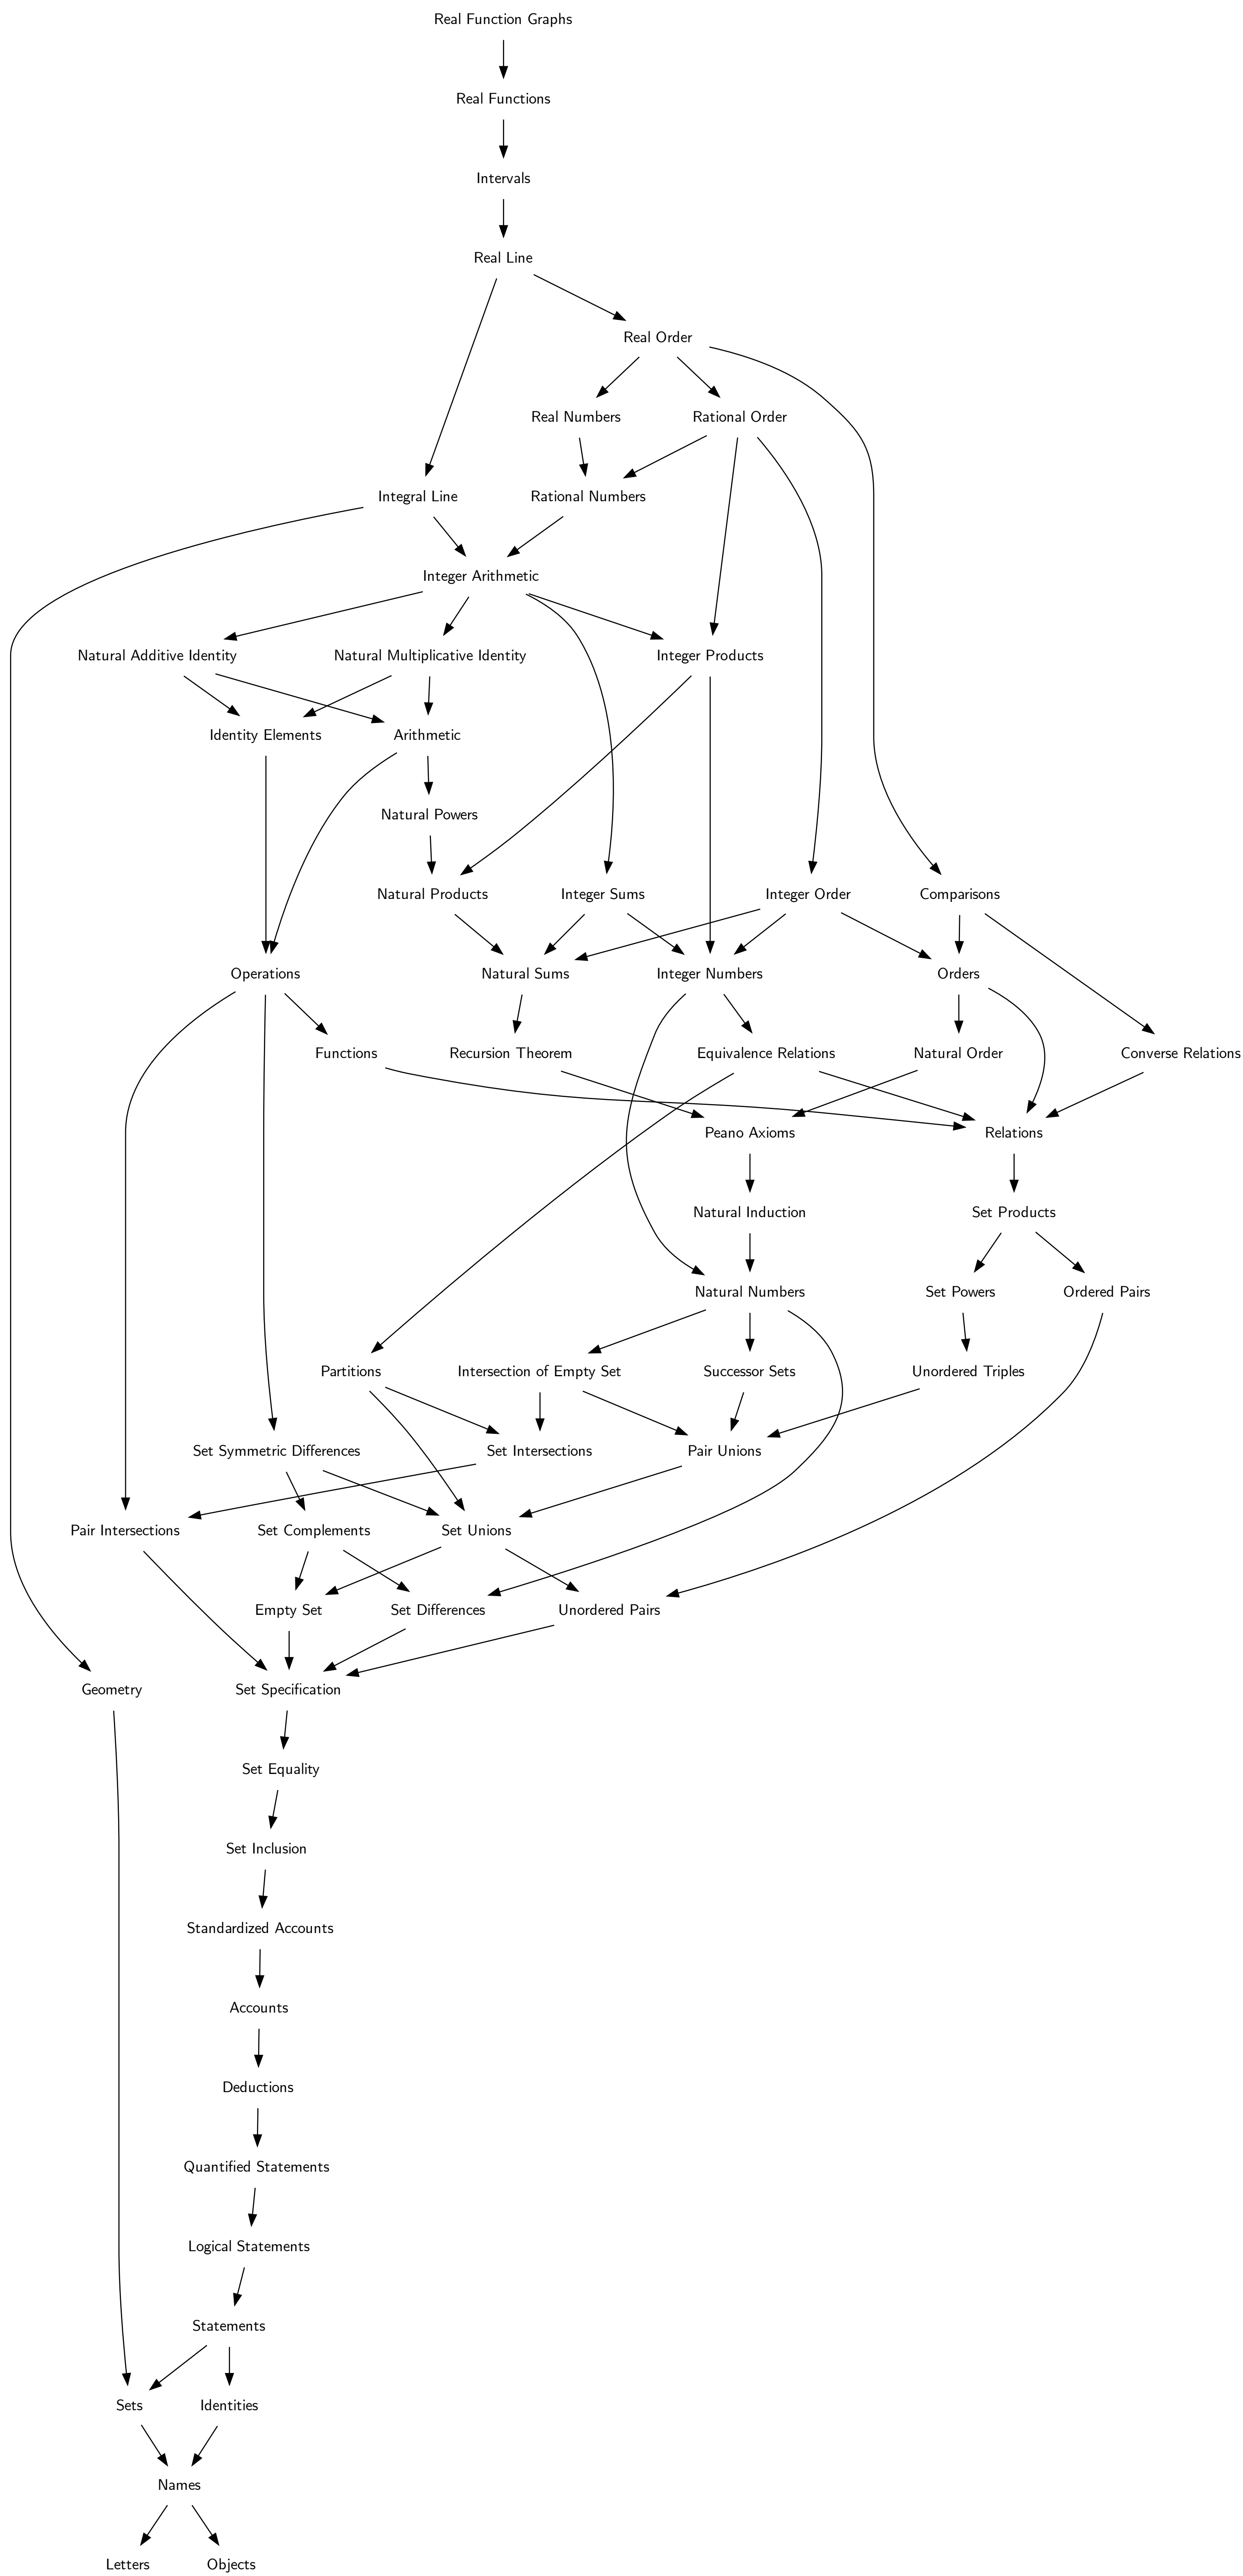 Real Function Graphs
Real Functions
Intervals
Real Line
Real Order
Real Numbers
Rational Order
Integral Line
Rational Numbers
Integer Arithmetic
Natural Additive Identity
Natural Multiplicative Identity
Integer Products
Identity Elements
Arithmetic
Natural Powers
Natural Products
Integer Sums
Integer Order
Comparisons
Operations
Natural Sums
Integer Numbers
Orders
Functions
Recursion Theorem
Equivalence Relations
Natural Order
Converse Relations
Peano Axioms
Relations
Natural Induction
Set Products
Natural Numbers
Set Powers
Ordered Pairs
Partitions
Intersection of Empty Set
Successor Sets
Unordered Triples
Set Symmetric Differences
Set Intersections
Pair Unions
Pair Intersections
Set Complements
Set Unions
Empty Set
Set Differences
Unordered Pairs
Geometry
Set Specification
Set Equality
Set Inclusion
Standardized Accounts
Accounts
Deductions
Quantified Statements
Logical Statements
Statements
Sets
Identities
Names
Letters
Objects